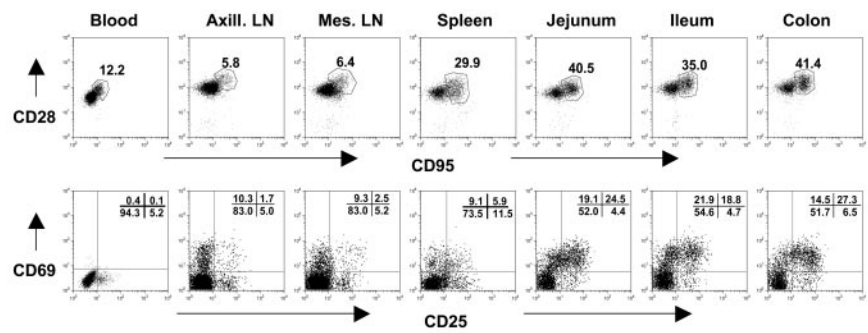 Blood Axill. LN Mes. LN Spleen Jejunum Ileum Colon
12.2 5.8 6.4 29.9 40.5 35.0 41.4
CD28
CD95
0.4 0.1 10.3 1.7 9.3 2.5 9.1 5.9 19.1 24.5 21.9 18.8 14.5 27.3
94.3 5.2 83.0 5.0 83.0 5.2 73.5 11.5 52.0 4.4 54.6 4.7 51.7 6.5
CD69
CD25